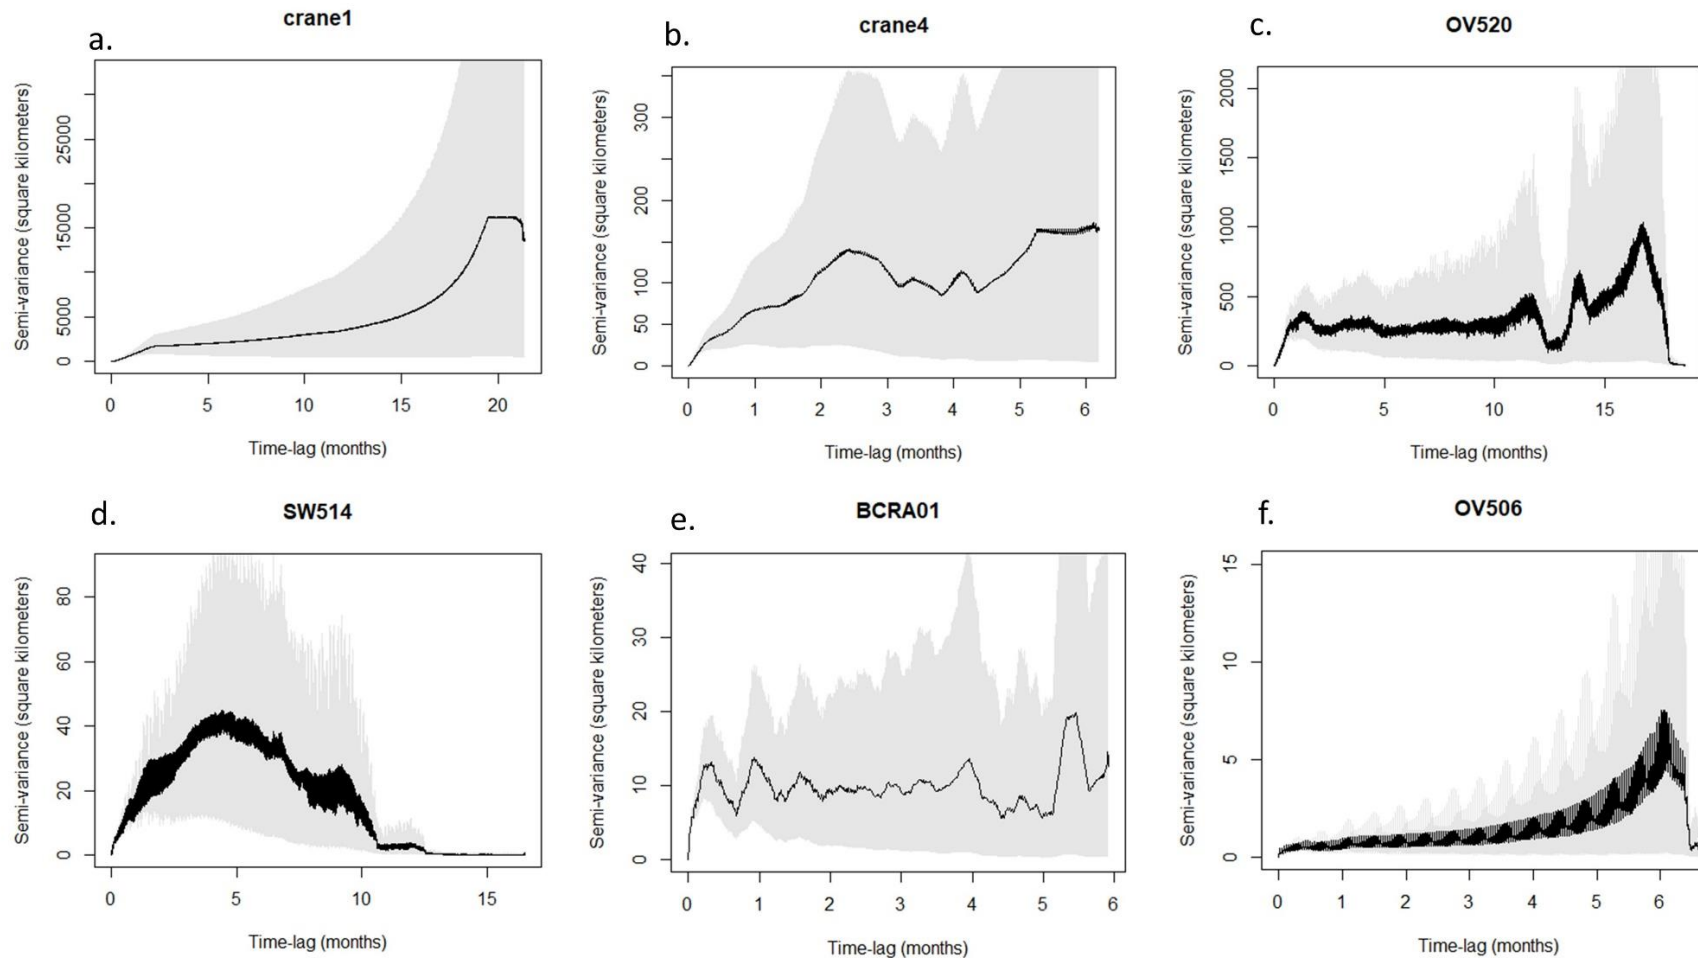 a.
crane1
Semi-variance (square kilometers)
0 5000 15000 25000
0 5 10 15 20
Time-lag (months)
b.
crane4
Semi-variance (square kilometers)
0 50 100 200 300
0 1 2 3 4 5 6
Time-lag (months)
c.
OV520
Semi-variance (square kilometers)
0 500 1000 1500 2000
0 5 10 15
Time-lag (months)
d.
SW514
Semi-variance (square kilometers)
0 20 40 60 80
0 5 10 15
Time-lag (months)
e.
BCRA01
Semi-variance (square kilometers)
0 10 20 30 40
0 1 2 3 4 5 6
Time-lag (months)
f.
OV506
Semi-variance (square kilometers)
0 5 10 15
0 1 2 3 4 5 6
Time-lag (months)